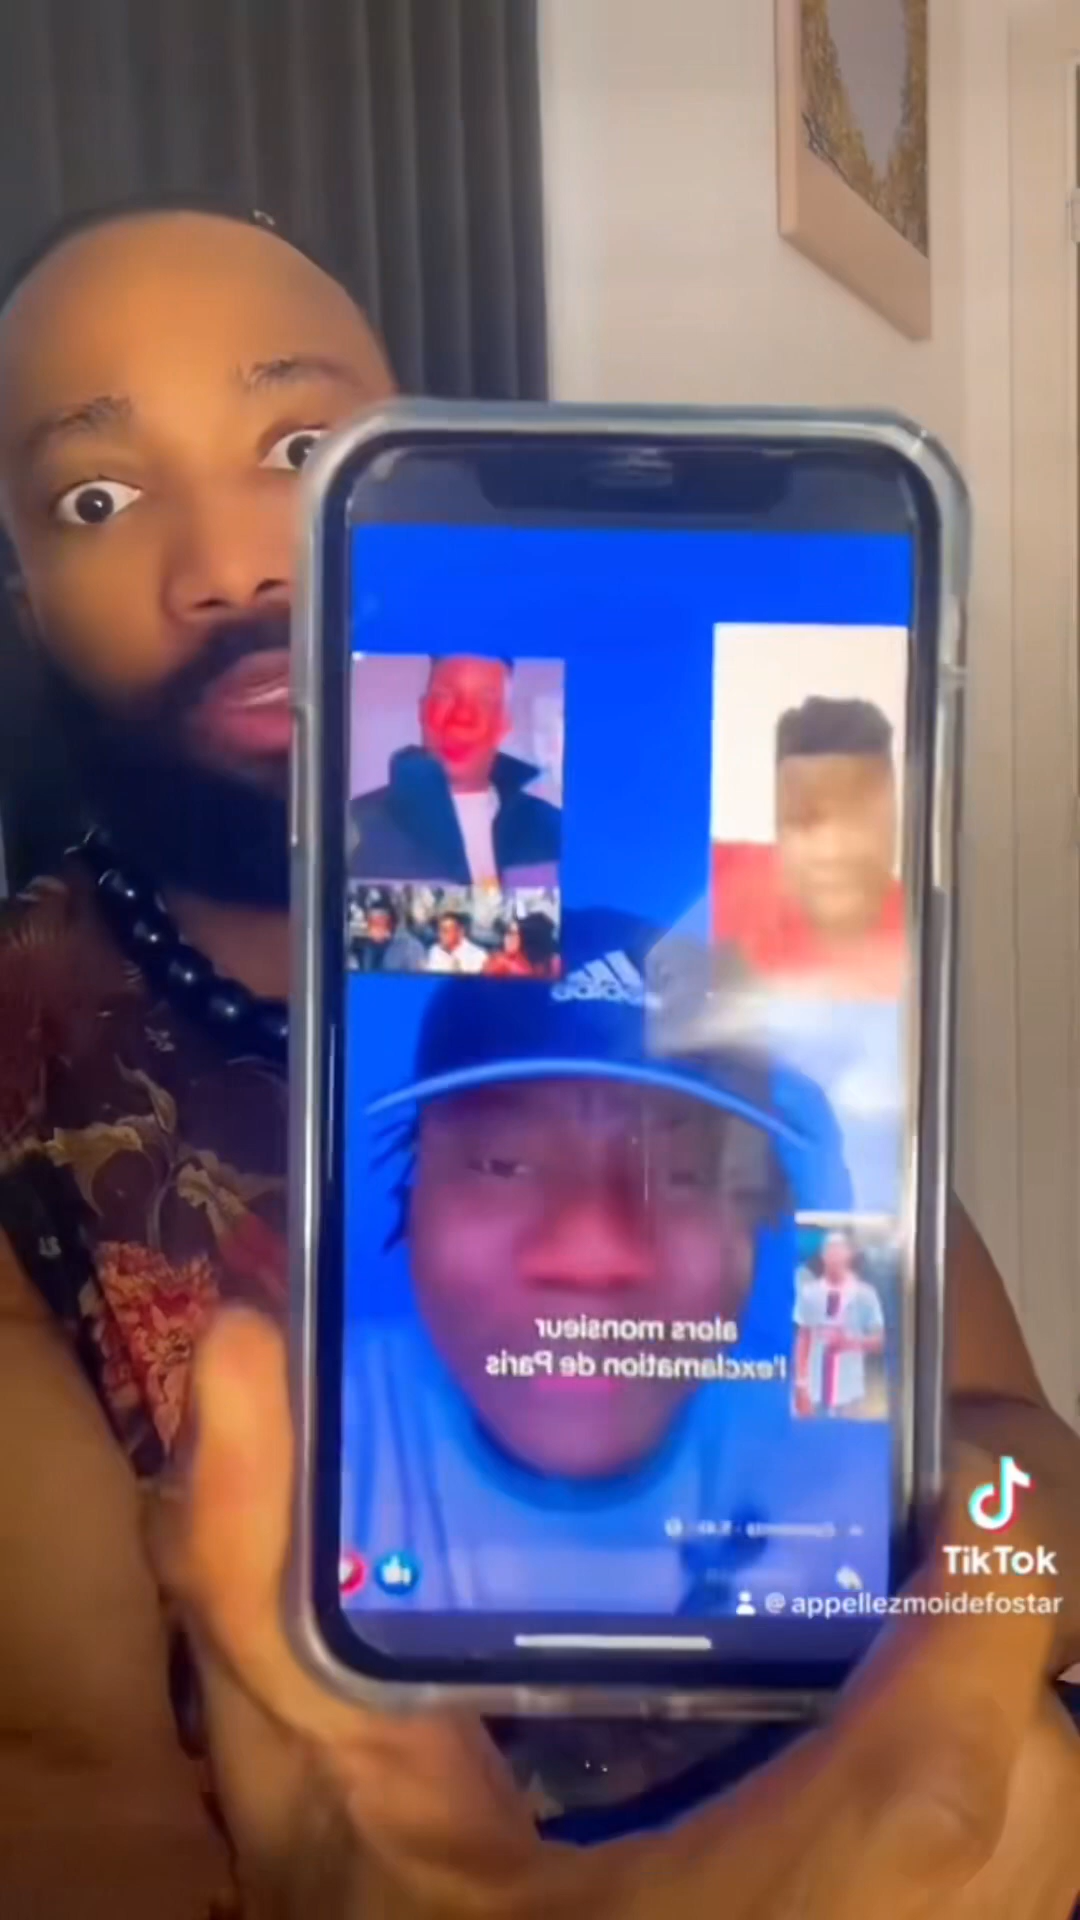 adidas
alors monsieur
l'exclamation de Paris
TikTok
@appellezmoidefostar